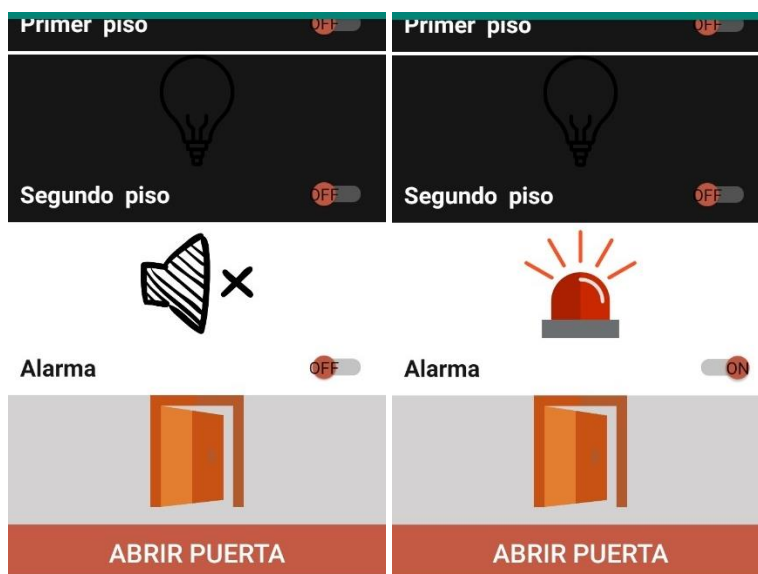 Primer piso OFF
Segundo piso OFF
Alarma OFF
ABRIR PUERTA
Primer piso OFF
Segundo piso OFF
Alarma ON
ABRIR PUERTA